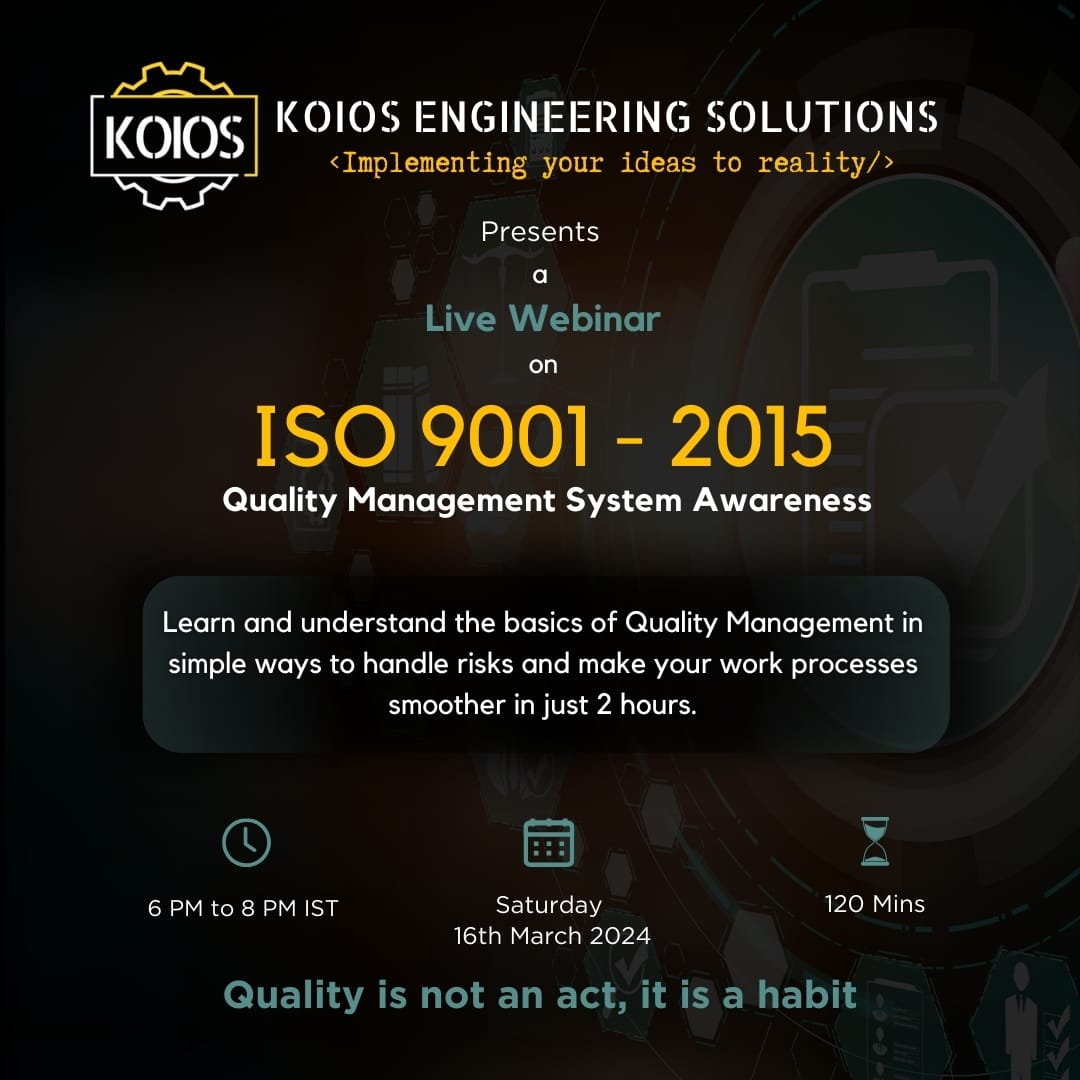 KOIOS
KOIOS ENGINEERING SOLUTIONS
<Implementing your ideas to reality/>
Presents
a
Live Webinar
on
ISO 9001 - 2015
Quality Management System Awareness
Learn and understand the basics of Quality Management in
simple ways to handle risks and make your work processes
smoother in just 2 hours.
6 PM to 8 PM IST
Saturday
16th March 2024
120 Mins
Quality is not an act, it is a habit